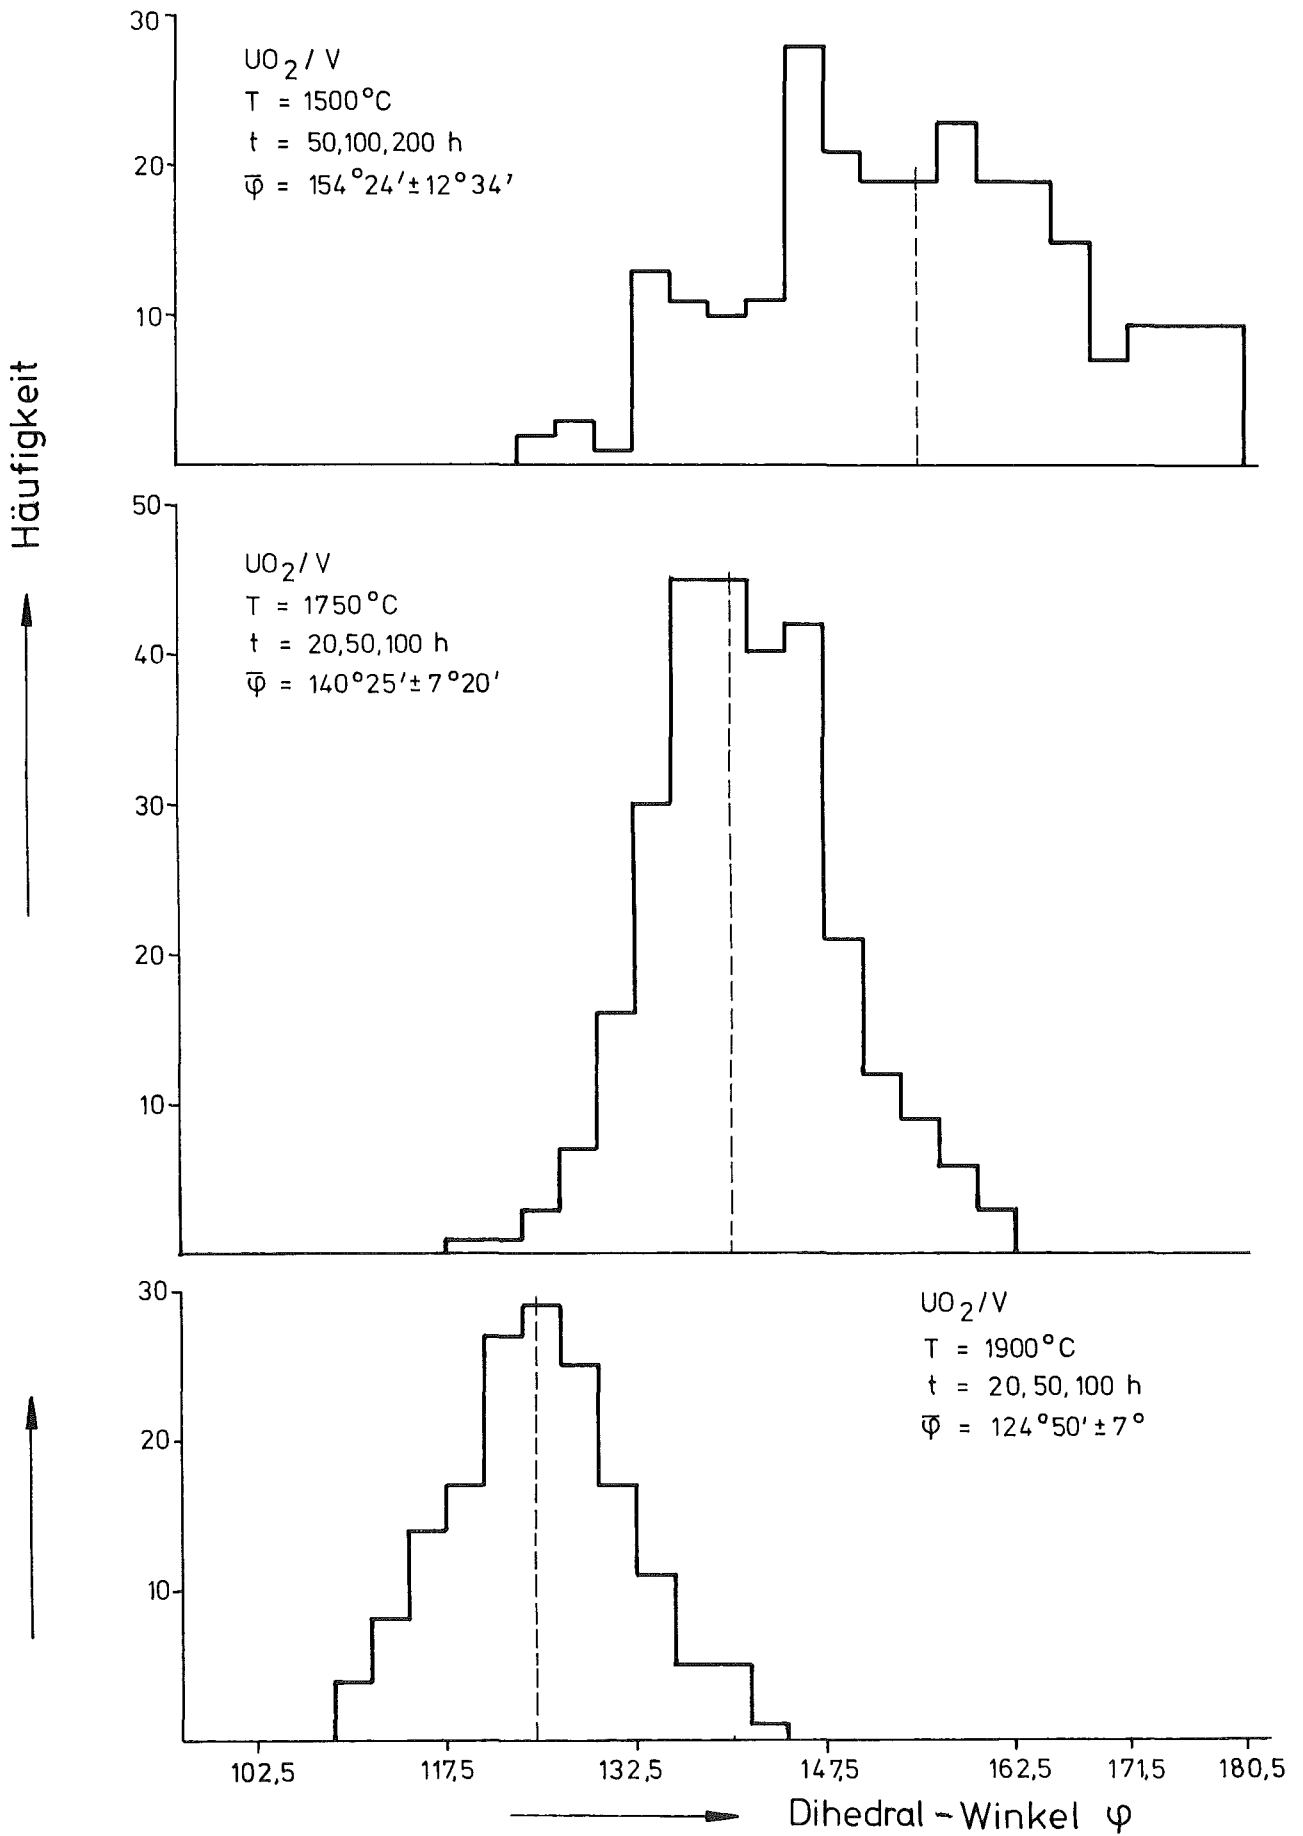 30
20
10
UO2/V
T = 1500°C
t = 50,100,200 h
φ̅ = 154°24′±12°34′
Häufigkeit
50
40
30
20
10
UO2/V
T = 1750°C
t = 20,50,100 h
φ̅ = 140°25′±7°20′
30
20
10
UO2/V
T = 1900°C
t = 20,50,100 h
φ̅ = 124°50′±7°
102,5 117,5 132,5 147,5 162,5 171,5 180,5
Dihedral-Winkel φ